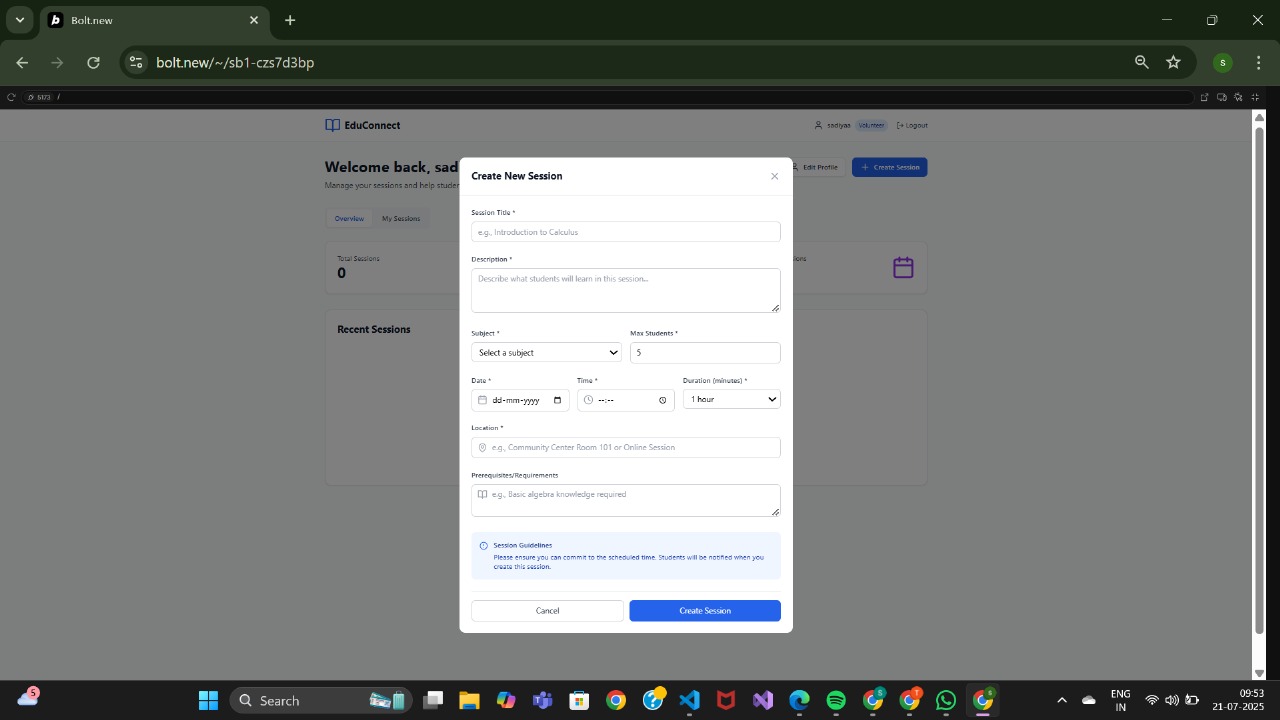 Bolt.new
bolt.new/~/sb1-czs7d3bp
S
5173 /
EduConnect
sadiyaa Volunteer Logout
Welcome back, sad
Edit Profile
Create Session
Manage your sessions and help studen
Overview My Sessions
Total Sessions
0
Recent Sessions
Create New Session
Session Title *
e.g., Introduction to Calculus
Description *
Describe what students will learn in this session...
Subject * Max Students *
Select a subject 5
Date * Time * Duration (minutes) *
dd-mm-yyyy --:-- 1 hour
Location *
e.g., Community Center Room 101 or Online Session
Prerequisites/Requirements
e.g., Basic algebra knowledge required
Session Guidelines
Please ensure you can commit to the scheduled time. Students will be notified when you
create this session.
Cancel Create Session
5
Search
ENG
IN
09:53
21-07-2025